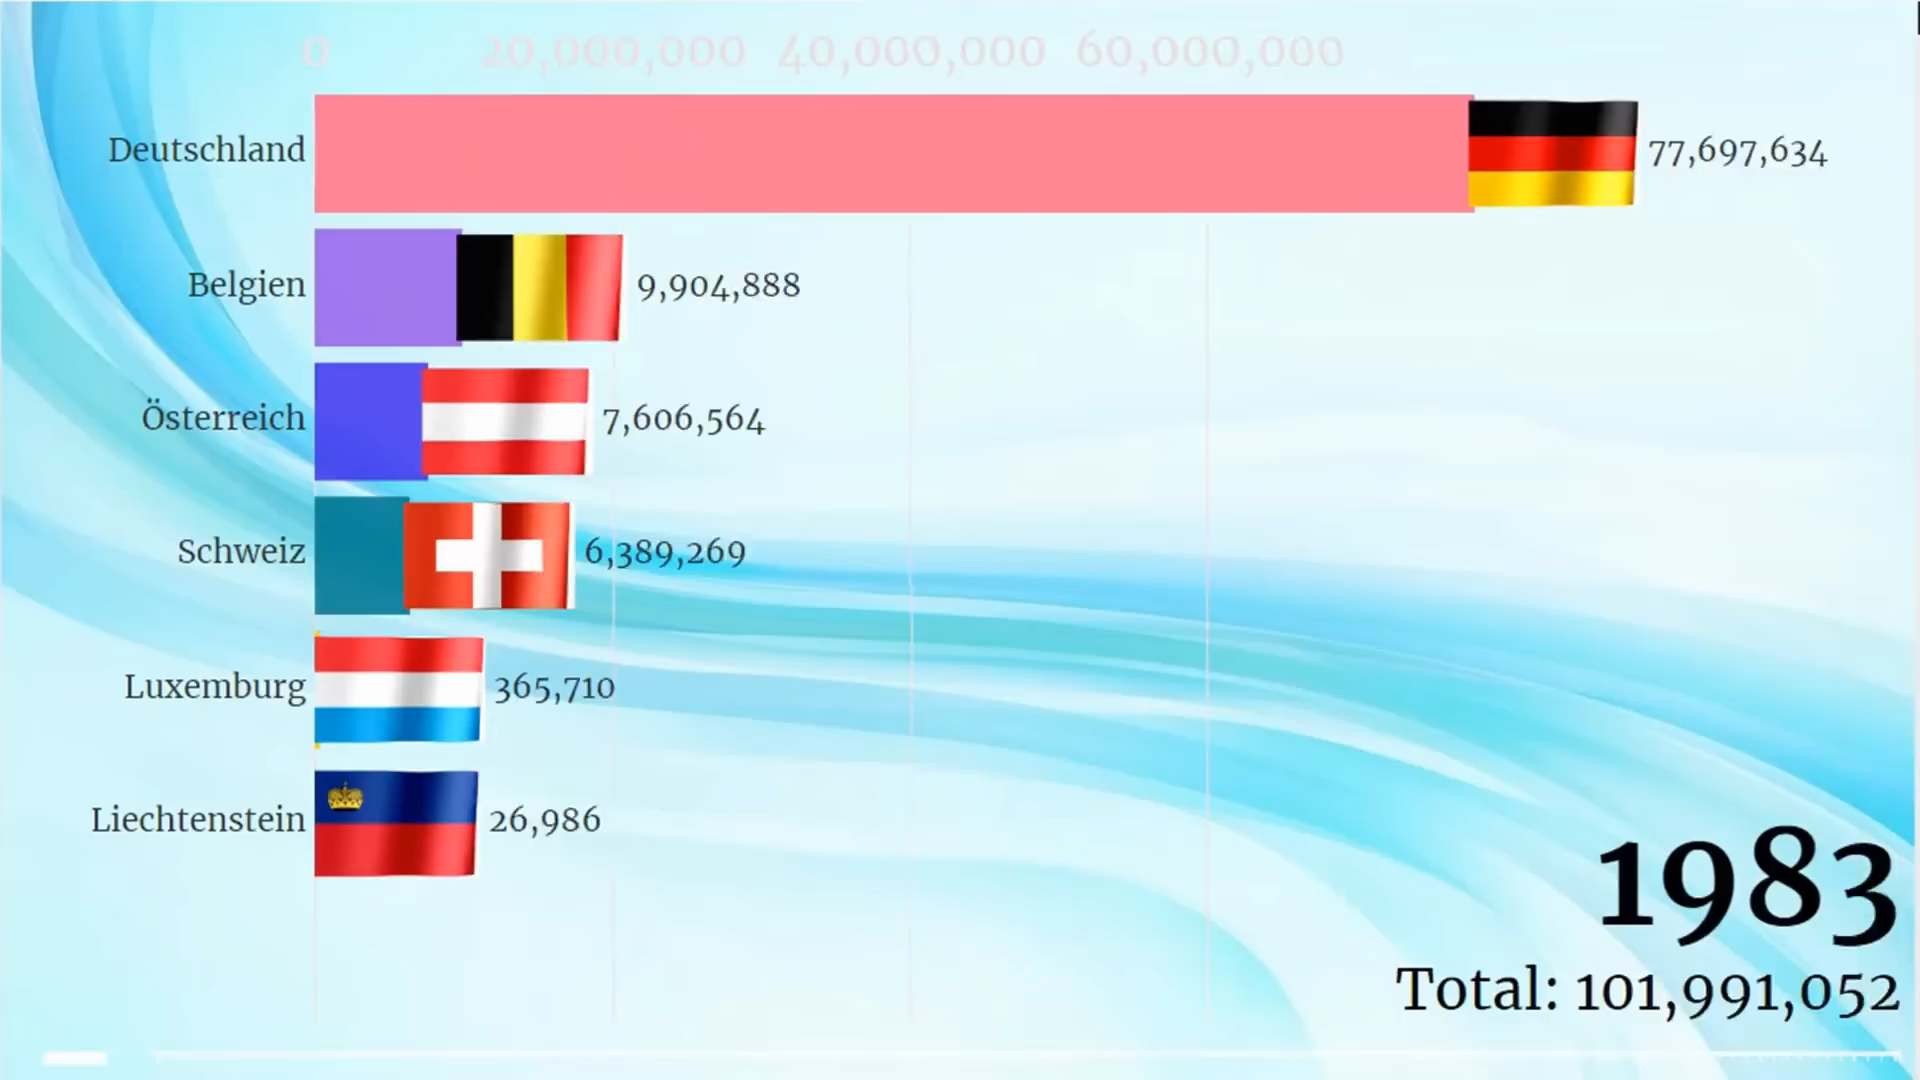 0 20,000,000 40,000,000 60,000,000
Deutschland 77,697,634
Belgien 9,904,888
Österreich 7,606,564
Schweiz 6,389,269
Luxemburg 365,710
Liechtenstein 26,986
1983
Total: 101,991,052